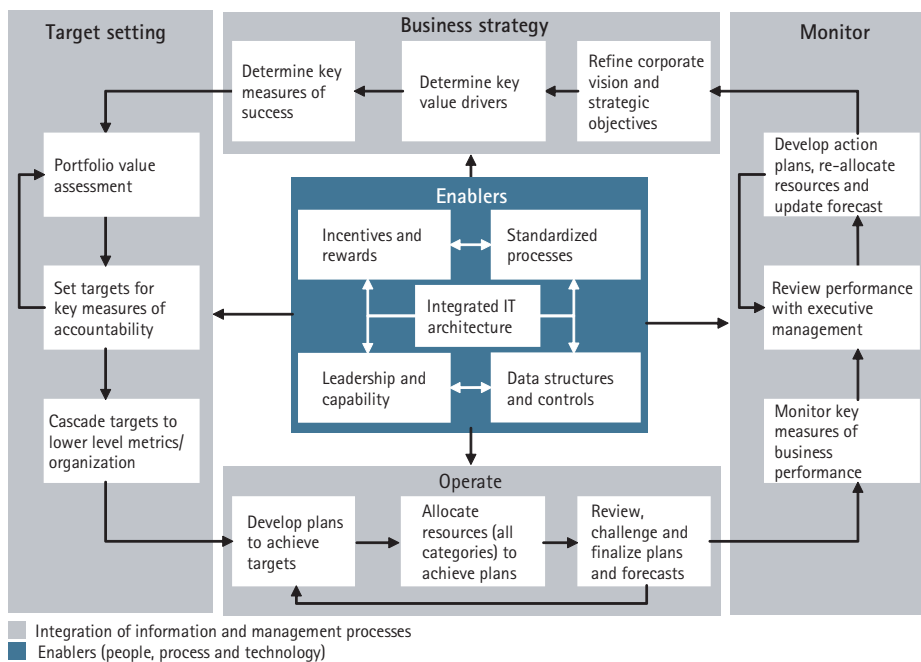 Target setting
Business strategy
Monitor
Determine key
measures of
success
Determine key
value drivers
Refine corporate
vision and
strategic
objectives
Portfolio value
assessment
Set targets for
key measures of
accountability
Cascade targets to
lower level metrics/
organization
Enablers
Incentives and
rewards
Standardized
processes
Integrated IT
architecture
Leadership and
capability
Data structures
and controls
Develop action
plans, re-allocate
resources and
update forecast
Review performance
with executive
management
Monitor key
measures of
business
performance
Operate
Develop plans
to achieve
targets
Allocate
resources (all
categories) to
achieve plans
Review,
challenge and
finalize plans
and forecasts
Integration of information and management processes
Enablers (people, process and technology)